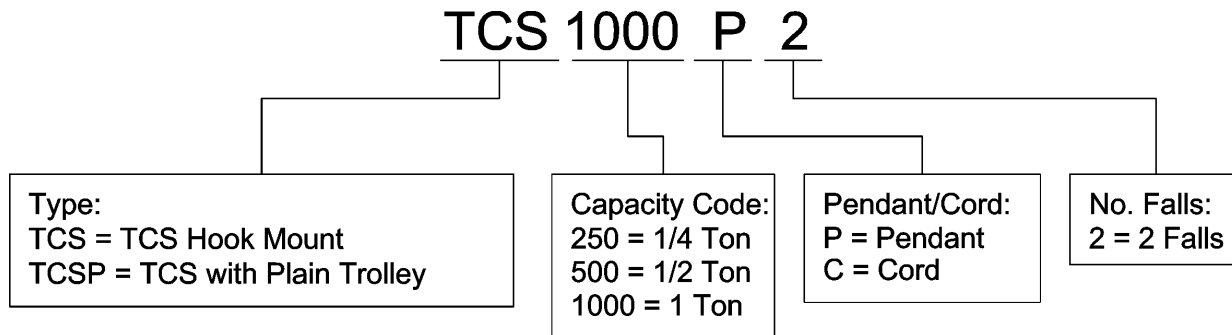 TCS 1000 P 2
Type:
TCS = TCS Hook Mount
TCSP = TCS with Plain Trolley
Capacity Code:
250 = 1/4 Ton
500 = 1/2 Ton
1000 = 1 Ton
Pendant/Cord:
P = Pendant
C = Cord
No. Falls:
2 = 2 Falls